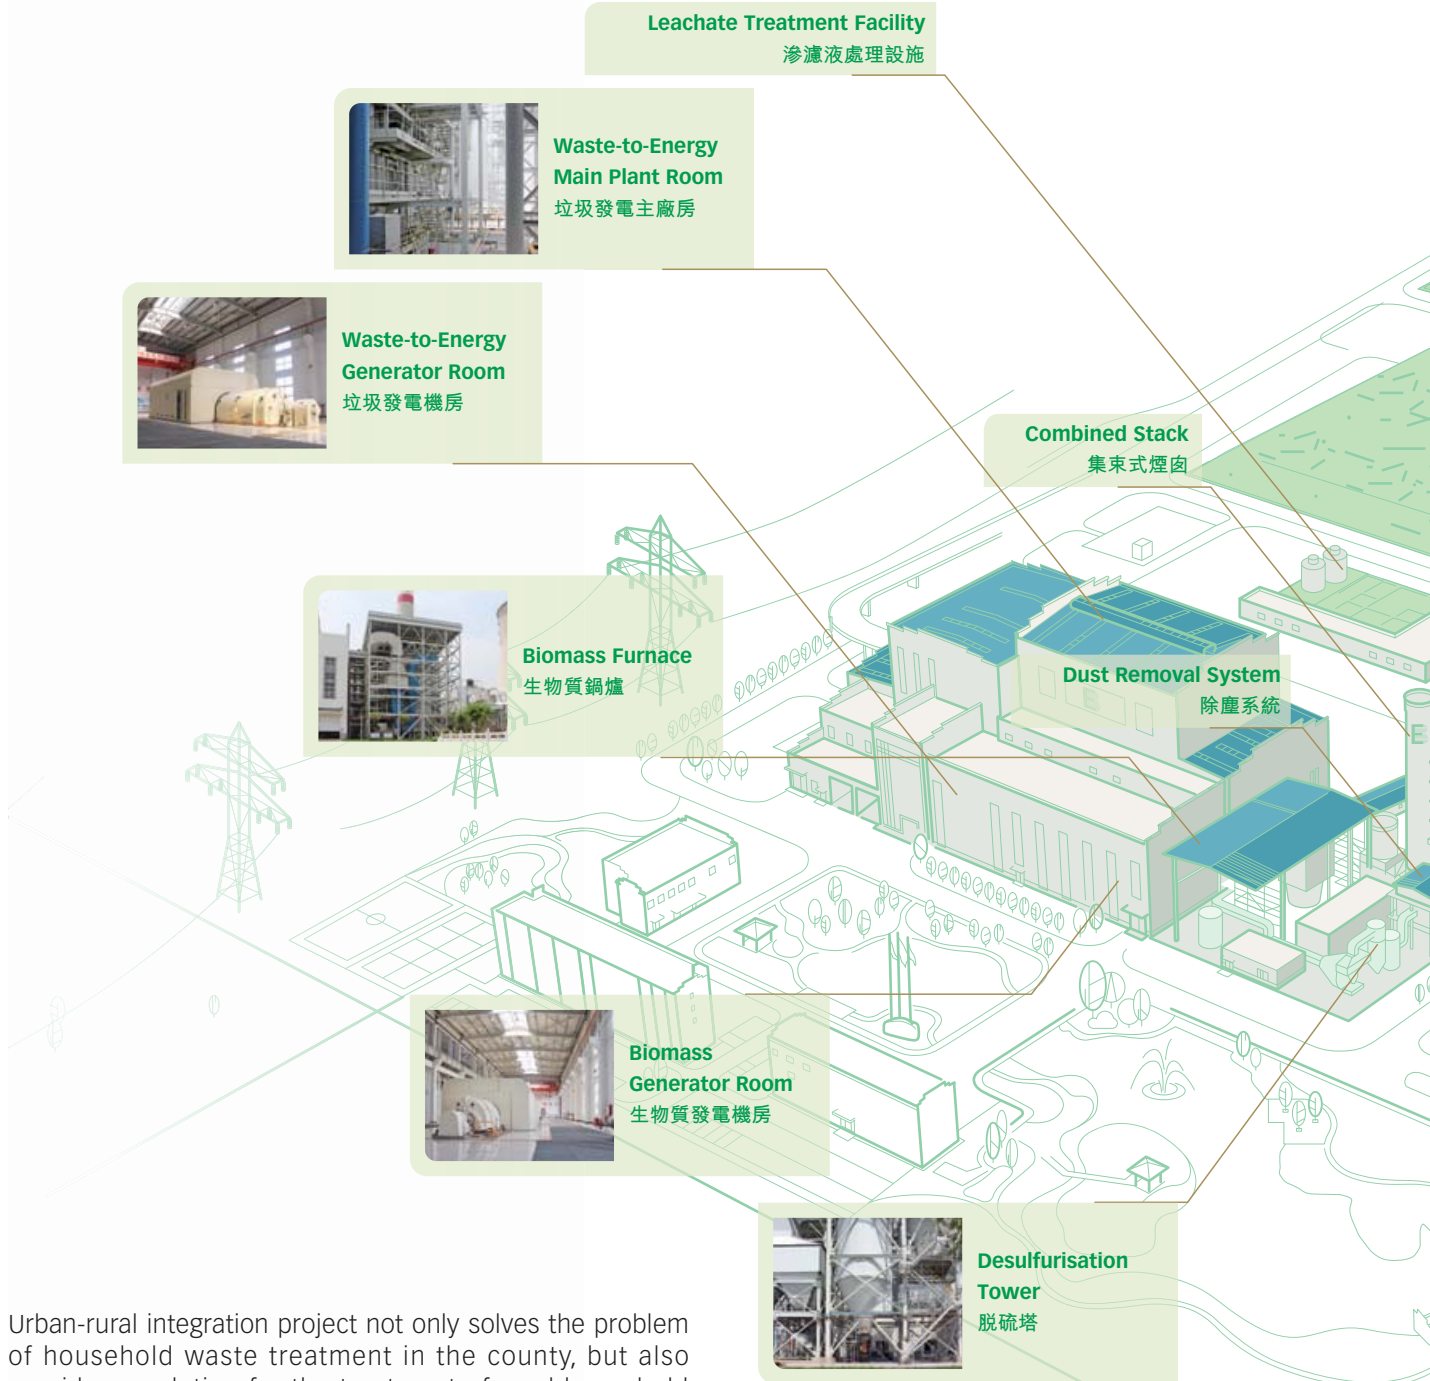 Leachate Treatment Facility
滲濾液處理設施
Waste-to-Energy
Main Plant Room
垃圾發電主廠房
Waste-to-Energy
Generator Room
垃圾發電機房
Combined Stack
集束式煙囱
Biomass Furnace
生物質鍋爐
Dust Removal System
除塵系統
E
Biomass
Generator Room
生物質發電機房
Desulfurisation
Tower
脱硫塔
Urban-rural integration project not only solves the problem
of household waste treatment in the county, but also